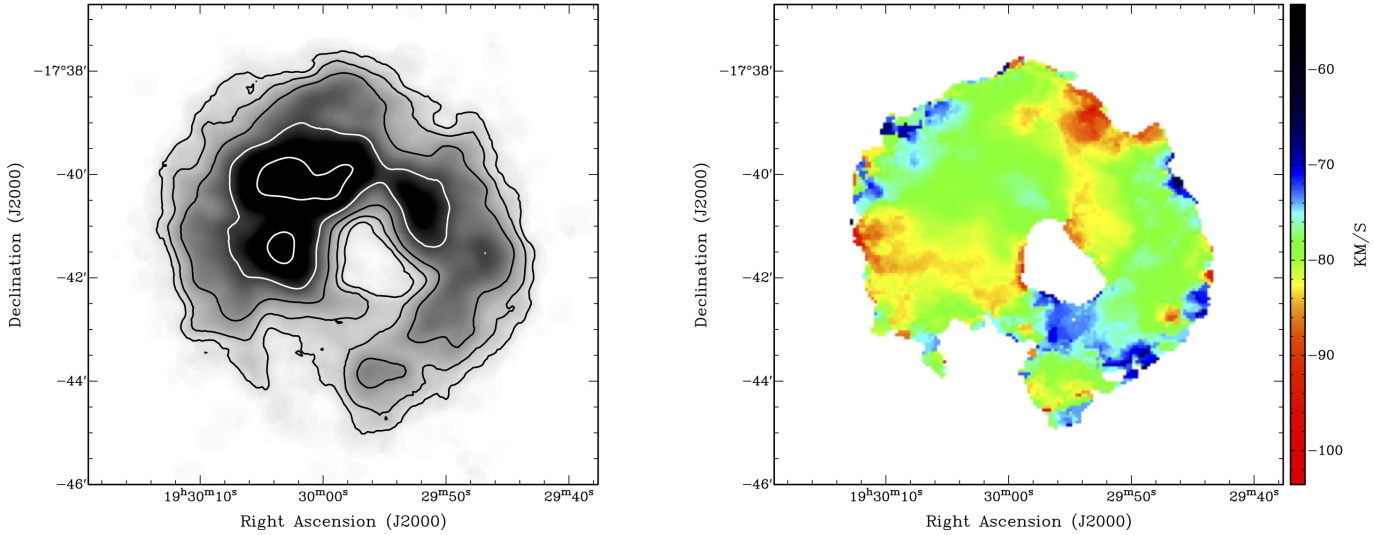 −17°38′
−40′
−42′
−44′
−46′
Declination (J2000)
19ʰ30ᵐ10ˢ
30ᵐ00ˢ
29ᵐ50ˢ
29ᵐ40ˢ
Right Ascension (J2000)
−17°38′
−40′
−42′
−44′
−46′
Declination (J2000)
19ʰ30ᵐ10ˢ
30ᵐ00ˢ
29ᵐ50ˢ
29ᵐ40ˢ
Right Ascension (J2000)
−60
−70
−80
−90
−100
KM/S